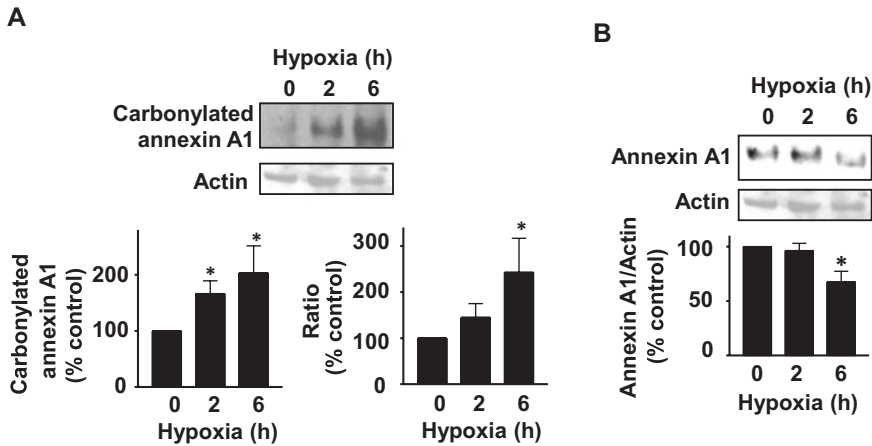 A
Hypoxia (h)
0 2 6
Carbonylated
annexin A1
Actin
Carbonylated
annexin A1
(% control)
200
100
0
*
*
0 2 6
Hypoxia (h)
Ratio
(% control)
300
200
100
0
*
0 2 6
Hypoxia (h)
B
Hypoxia (h)
0 2 6
Annexin A1
Actin
Annexin A1/Actin
(% control)
100
50
0
*
0 2 6
Hypoxia (h)